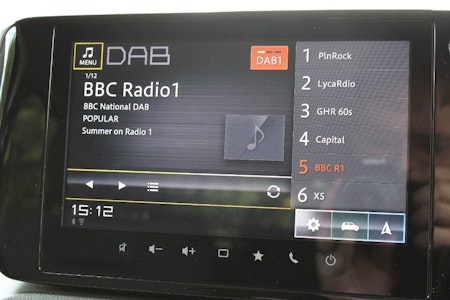 MENU
DAB
DAB1
1/12
BBC Radio1
BBC National DAB
POPULAR
Summer on Radio 1
1 PlnRock
2 LycaRdio
3 GHR 60s
4 Capital
5 BBC R1
6 XS
15:12